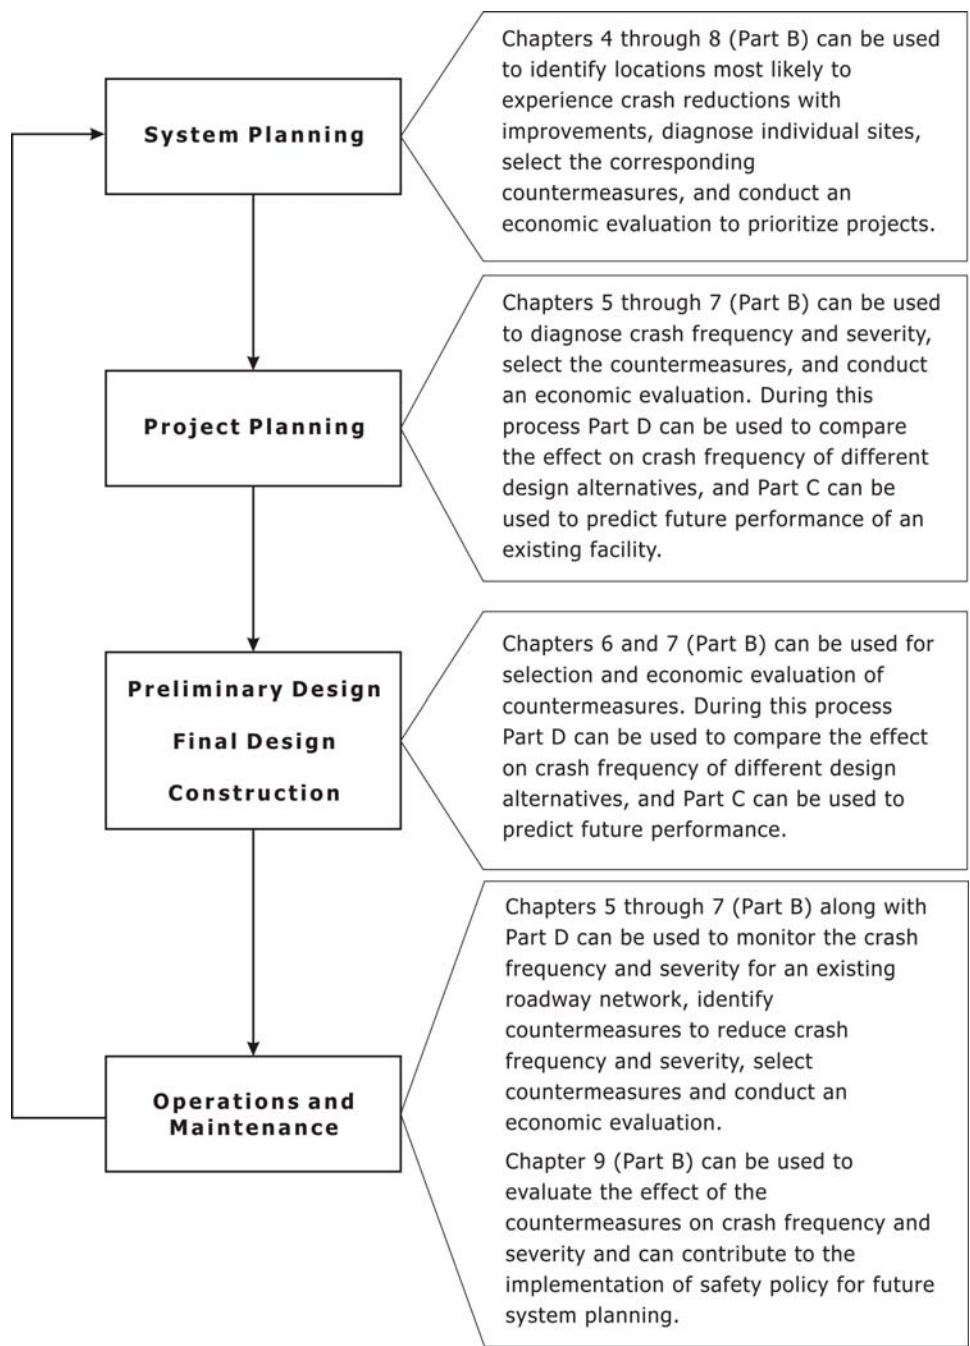 System Planning
Chapters 4 through 8 (Part B) can be used
to identify locations most likely to
experience crash reductions with
improvements, diagnose individual sites,
select the corresponding
countermeasures, and conduct an
economic evaluation to prioritize projects.
Project Planning
Chapters 5 through 7 (Part B) can be used
to diagnose crash frequency and severity,
select the countermeasures, and conduct
an economic evaluation. During this
process Part D can be used to compare
the effect on crash frequency of different
design alternatives, and Part C can be
used to predict future performance of an
existing facility.
Preliminary Design
Final Design
Construction
Chapters 6 and 7 (Part B) can be used for
selection and economic evaluation of
countermeasures. During this process
Part D can be used to compare the effect
on crash frequency of different design
alternatives, and Part C can be used to
predict future performance.
Operations and
Maintenance
Chapters 5 through 7 (Part B) along with
Part D can be used to monitor the crash
frequency and severity for an existing
roadway network, identify
countermeasures to reduce crash
frequency and severity, select
countermeasures and conduct an
economic evaluation.
Chapter 9 (Part B) can be used to
evaluate the effect of the
countermeasures on crash frequency and
severity and can contribute to the
implementation of safety policy for future
system planning.